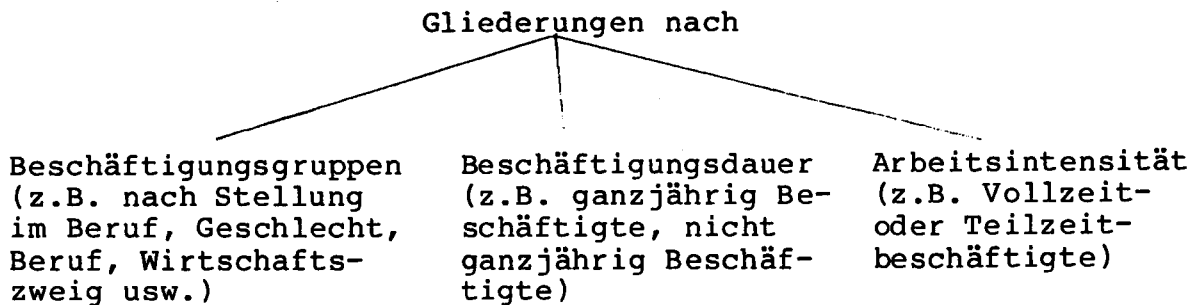 Gliederungen nach
Beschäftigungsgruppen
(z.B. nach Stellung
im Beruf, Geschlecht,
Beruf, Wirtschafts-
zweig usw.)
Beschäftigungsdauer
(z.B. ganzjährig Be-
schäftigte, nicht
ganzjährig Beschäf-
tigte)
Arbeitsintensität
(z.B. Vollzeit-
oder Teilzeit-
beschäftigte)